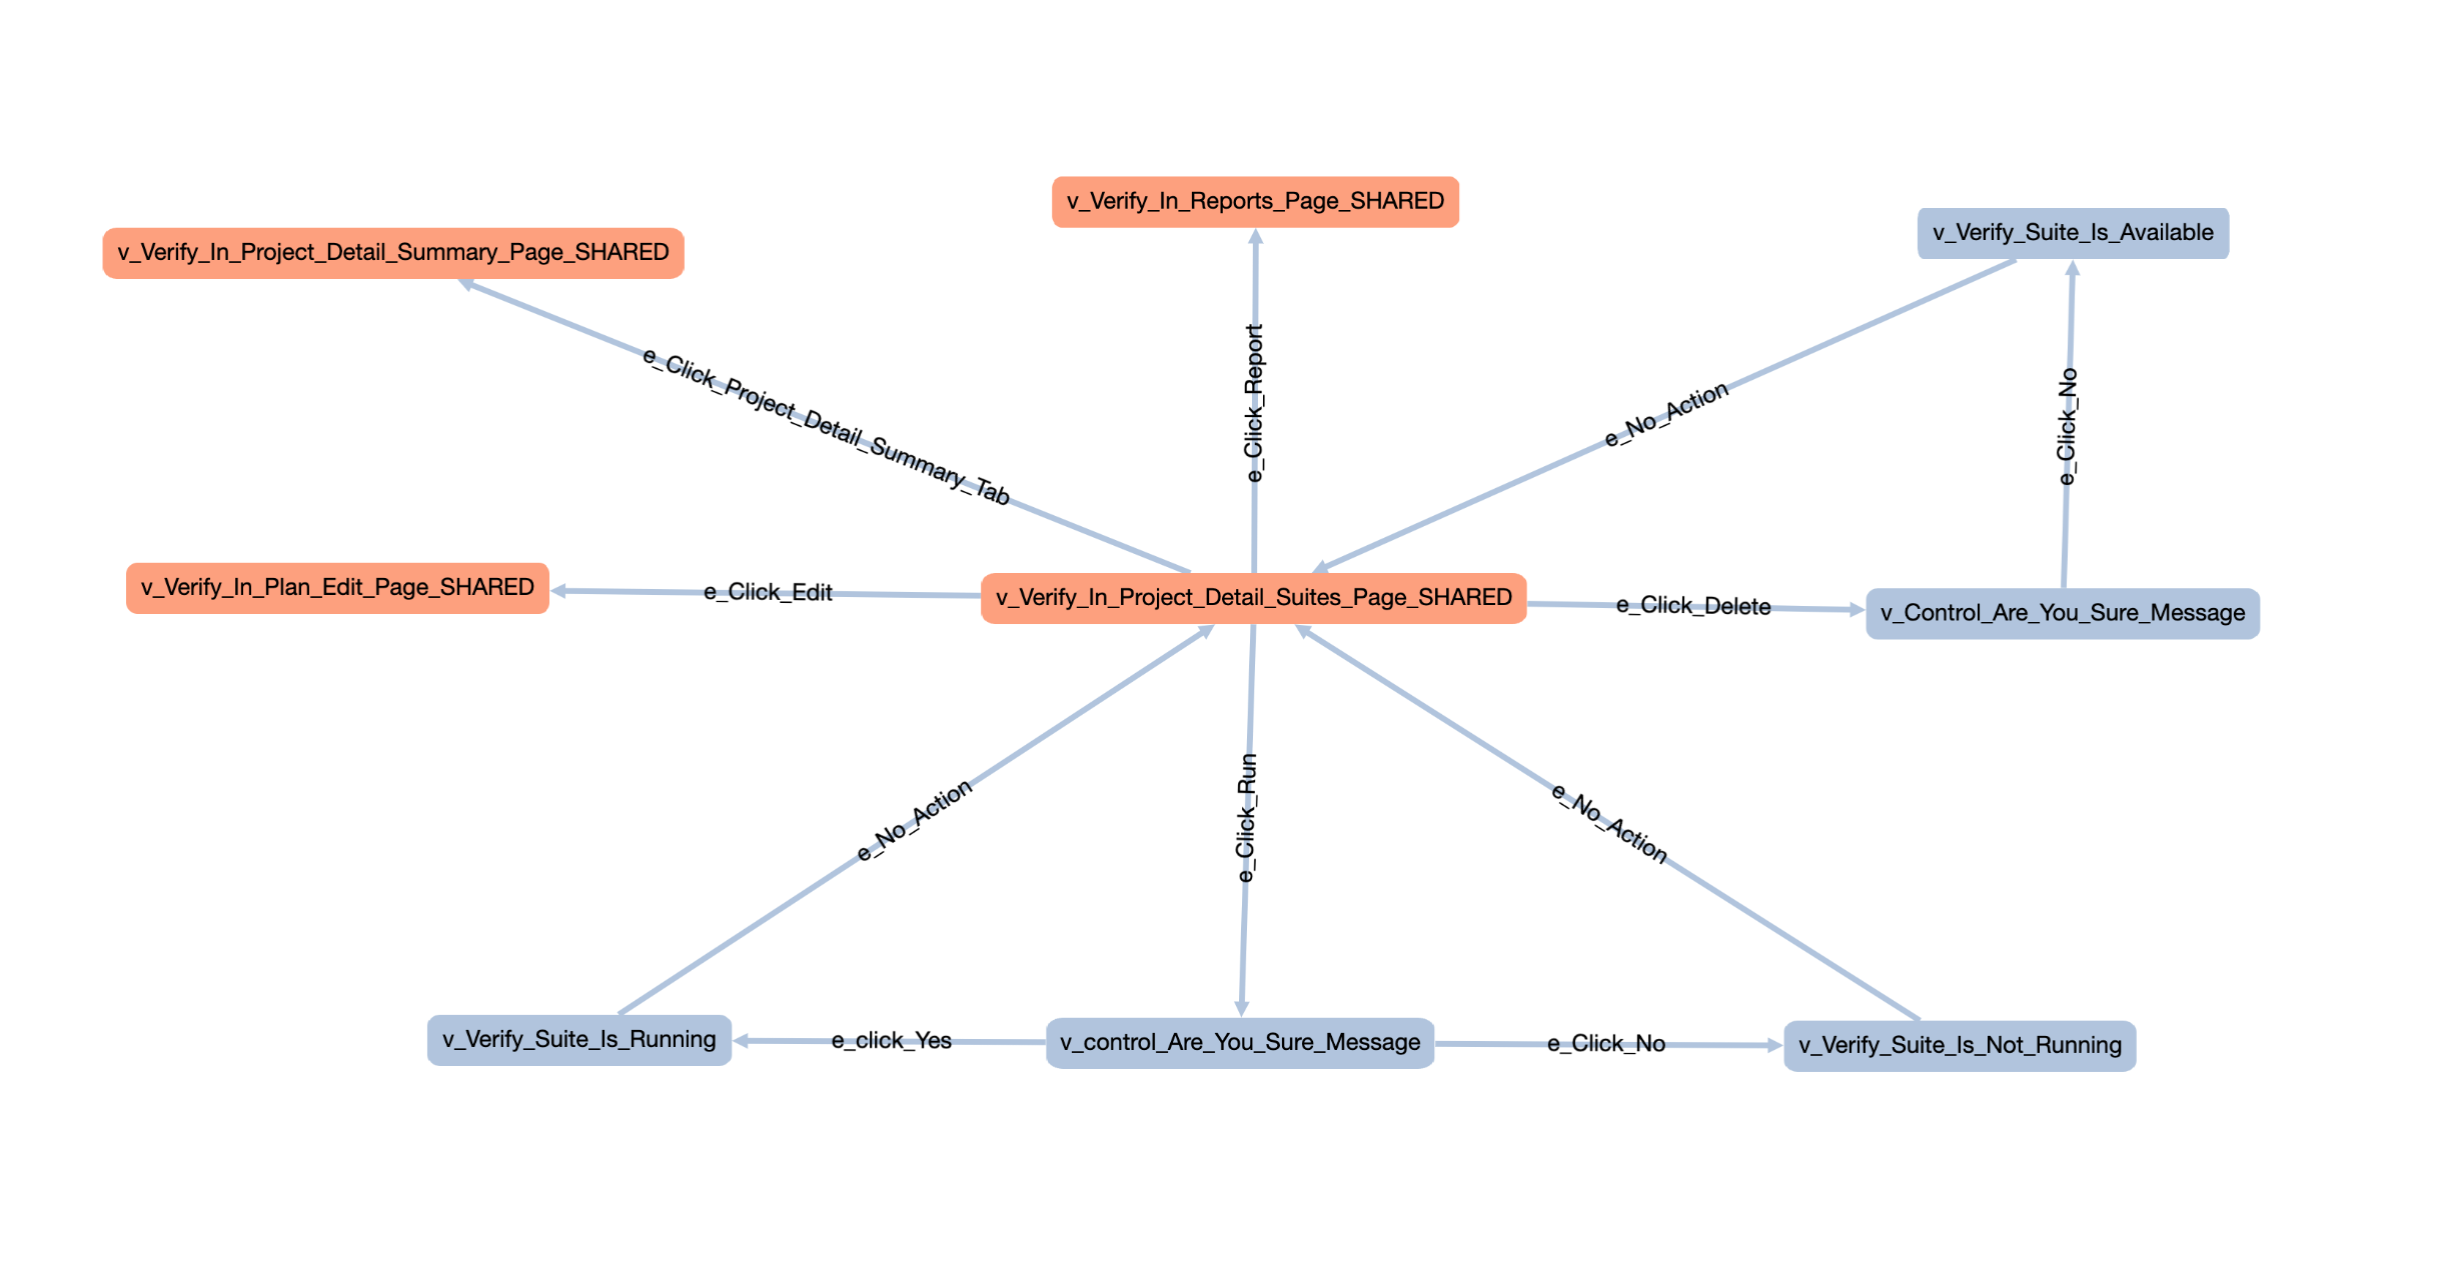 v_Verify_In_Reports_Page_SHARED
v_Verify_Suite_Is_Available
v_Verify_In_Project_Detail_Summary_Page_SHARED
e_Click_Project_Detail_Summary_Tab
e_Click_Report
e_No_Action
e_Click_No
v_Verify_In_Plan_Edit_Page_SHARED
e_Click_Edit
v_Verify_In_Project_Detail_Suites_Page_SHARED
e_Click_Delete
v_Control_Are_You_Sure_Message
e_No_Action
e_Click_Run
e_No_Action
v_Verify_Suite_Is_Running
e_click_Yes
v_control_Are_You_Sure_Message
e_Click_No
v_Verify_Suite_Is_Not_Running